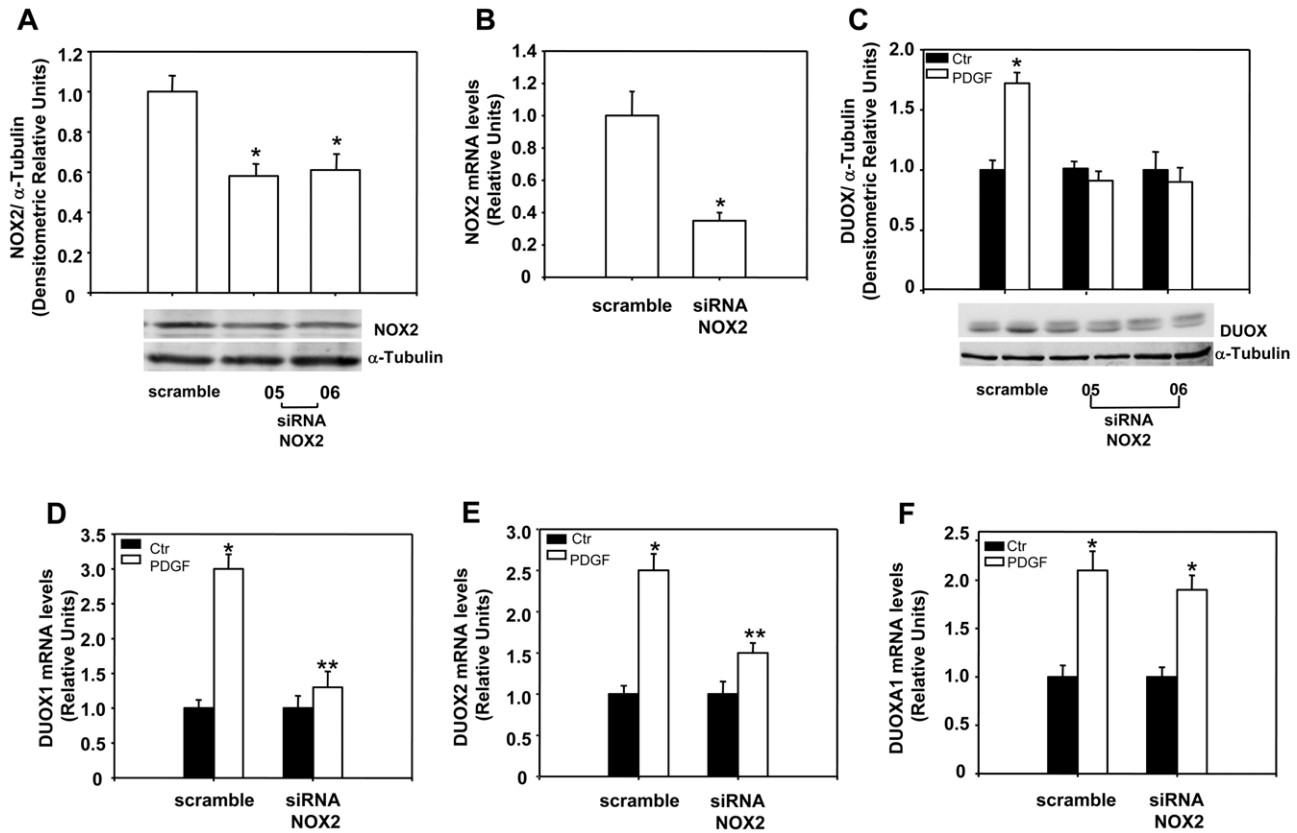 A
NOX2/ α-Tubulin
(Densitometric Relative Units)
1.2
1.0
0.8
0.6
0.4
0.2
0
*
*
NOX2
α-Tubulin
scramble
05
06
siRNA
NOX2
B
NOX2 mRNA levels
(Relative Units)
1.4
1.2
1.0
0.8
0.6
0.4
0.2
0
*
scramble
siRNA
NOX2
C
DUOX/ α-Tubulin
(Densitometric Relative Units)
2.0
1.5
1.0
0.5
0
Ctr
PDGF
*
DUOX
α-Tubulin
scramble
05
06
siRNA
NOX2
D
DUOX1 mRNA levels
(Relative Units)
3.5
3.0
2.5
2.0
1.5
1.0
0.5
0
Ctr
PDGF
*
**
scramble
siRNA
NOX2
E
DUOX2 mRNA levels
(Relative Units)
3.0
2.5
2.0
1.5
1.0
0.5
0
Ctr
PDGF
*
**
scramble
siRNA
NOX2
F
DUOXA1 mRNA levels
(Relative Units)
2.5
2.0
1.5
1.0
0.5
0
Ctr
PDGF
*
*
scramble
siRNA
NOX2